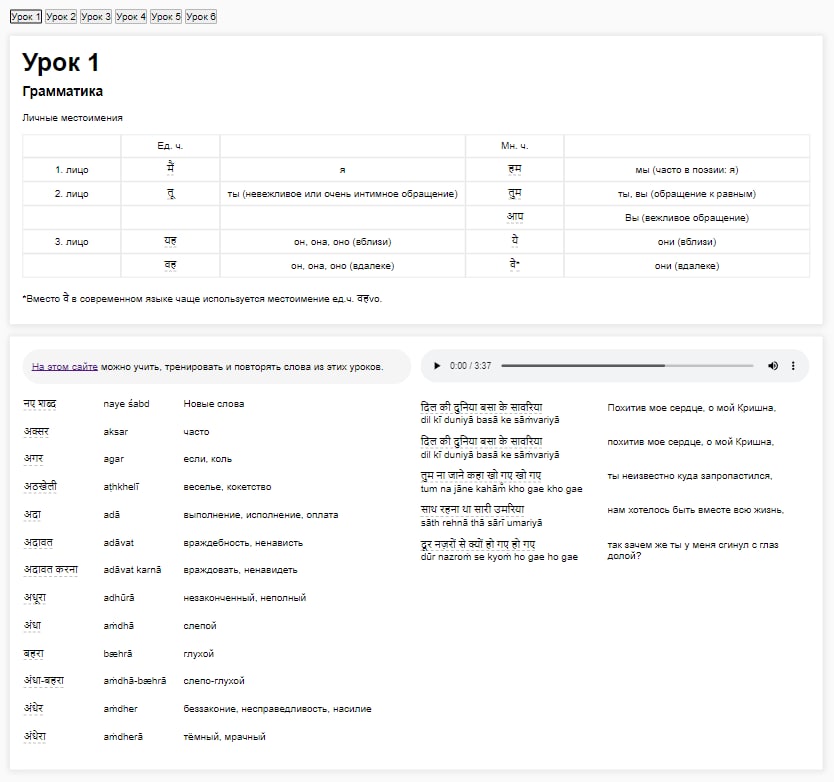 Урок 1 Урок 2 Урок 3 Урок 4 Урок 5 Урок 6
Урок 1
Грамматика
Личные местоимения
Ед. ч. Мн. ч.
1. лицо मैं я हम мы (часто в поэзии: я)
2. лицо तू ты (невежливое или очень интимное обращение) तुम ты, вы (обращение к равным)
आप Вы (вежливое обращение)
3. лицо यह он, она, оно (вблизи) ये они (вблизи)
वह он, она, оно (вдалеке) वे* они (вдалеке)
*Вместо वे в современном языке чаще используется местоимение ед.ч. वहvo.
На этом сайте можно учить, тренировать и повторять слова из этих уроков.
नए शब्द naye śabd Новые слова
अक्सर aksar часто
अगर agar если, коль
अठखेली aṭhkhelī веселье, кокетство
अदा adā выполнение, исполнение, оплата
अदावत adāvat враждебность, ненависть
अदावत करना adāvat karnā враждовать, ненавидеть
अधूरा adhūrā незаконченный, неполный
अंधा aṁdhā слепой
बहरा bæhrā глухой
अंधा-बहरा aṁdhā-bæhrā слепо-глухой
अंधेर aṁdher беззаконие, несправедливость, насилие
अंधेरा aṁdherā тёмный, мрачный
0:00 / 3:37
दिल की दुनिया बसा के सावरिया
dil kī duniyā basā ke sāṁvariyā
Похитив мое сердце, о мой Кришна,
दिल की दुनिया बसा के सावरिया
dil kī duniyā basā ke sāṁvariyā
похитив мое сердце, о мой Кришна,
तुम ना जाने कहा खो गए खो गए
tum na jāne kahāṁ kho gae kho gae
ты неизвестно куда запропастился,
साथ रहना था सारी उमरिया
sāth rehnā thā sārī umariyā
нам хотелось быть вместе всю жизнь,
दूर नज़रों से क्यों हो गए हो गए
dūr nazroṁ se kyoṁ ho gae ho gae
так зачем же ты у меня сгинул с глаз
долой?